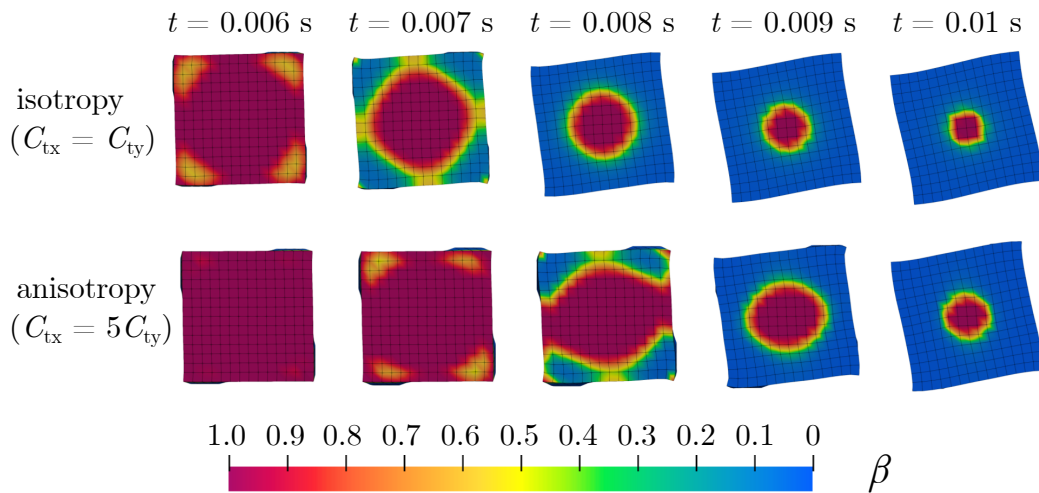 t = 0.006 s t = 0.007 s t = 0.008 s t = 0.009 s t = 0.01 s
isotropy
(C_tx = C_ty)
anisotropy
(C_tx = 5C_ty)
1.0 0.9 0.8 0.7 0.6 0.5 0.4 0.3 0.2 0.1 0
β